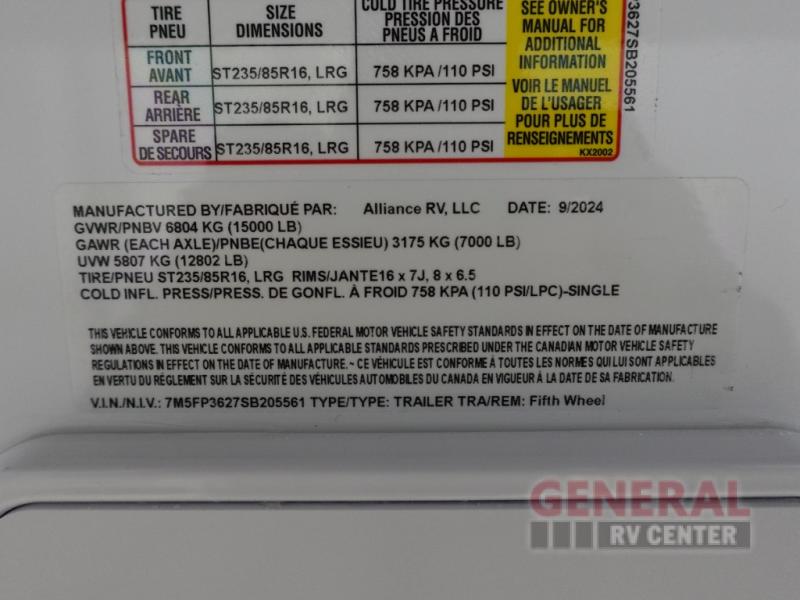 TIRE
PNEU
SIZE
DIMENSIONS
COLD TIRE PRESSURE
PRESSION DES
PNEUS A FROID
FRONT
AVANT
ST235/85R16, LRG
758 KPA /110 PSI
REAR
ARRIÈRE
ST235/85R16, LRG
758 KPA /110 PSI
SPARE
DE SECOURS
ST235/85R16, LRG
758 KPA /110 PSI
SEE OWNER'S
MANUAL FOR
ADDITIONAL
INFORMATION
VOIR LE MANUEL
DE L'USAGER
POUR PLUS DE
RENSEIGNEMENTS
KX2002
P3627SB205561
MANUFACTURED BY/FABRIQUÉ PAR: Alliance RV, LLC DATE: 9/2024
GVWR/PNBV 6804 KG (15000 LB)
GAWR (EACH AXLE)/PNBE(CHAQUE ESSIEU) 3175 KG (7000 LB)
UVW 5807 KG (12802 LB)
TIRE/PNEU ST235/85R16, LRG RIMS/JANTE16 x 7J, 8 x 6.5
COLD INFL. PRESS/PRESS. DE GONFL. À FROID 758 KPA (110 PSI/LPC)-SINGLE
THIS VEHICLE CONFORMS TO ALL APPLICABLE U.S. FEDERAL MOTOR VEHICLE SAFETY STANDARDS IN EFFECT ON THE DATE OF MANUFACTURE
SHOWN ABOVE. THIS VEHICLE CONFORMS TO ALL APPLICABLE STANDARDS PRESCRIBED UNDER THE CANADIAN MOTOR VEHICLE SAFETY
REGULATIONS IN EFFECT ON THE DATE OF MANUFACTURE. ~ CE VÉHICULE EST CONFORME À TOUTES LES NORMES QUI LUI SONT APPLICABLES
EN VERTU DU RÉGLEMENT SUR LA SÉCURITÉ DES VÉHICULES AUTOMOBILES DU CANADA EN VIGUEUR À LA DATE DE SA FABRICATION.
V.I.N./N.I.V.: 7M5FP3627SB205561 TYPE/TYPE: TRAILER TRA/REM: Fifth Wheel
GENERAL
RV CENTER